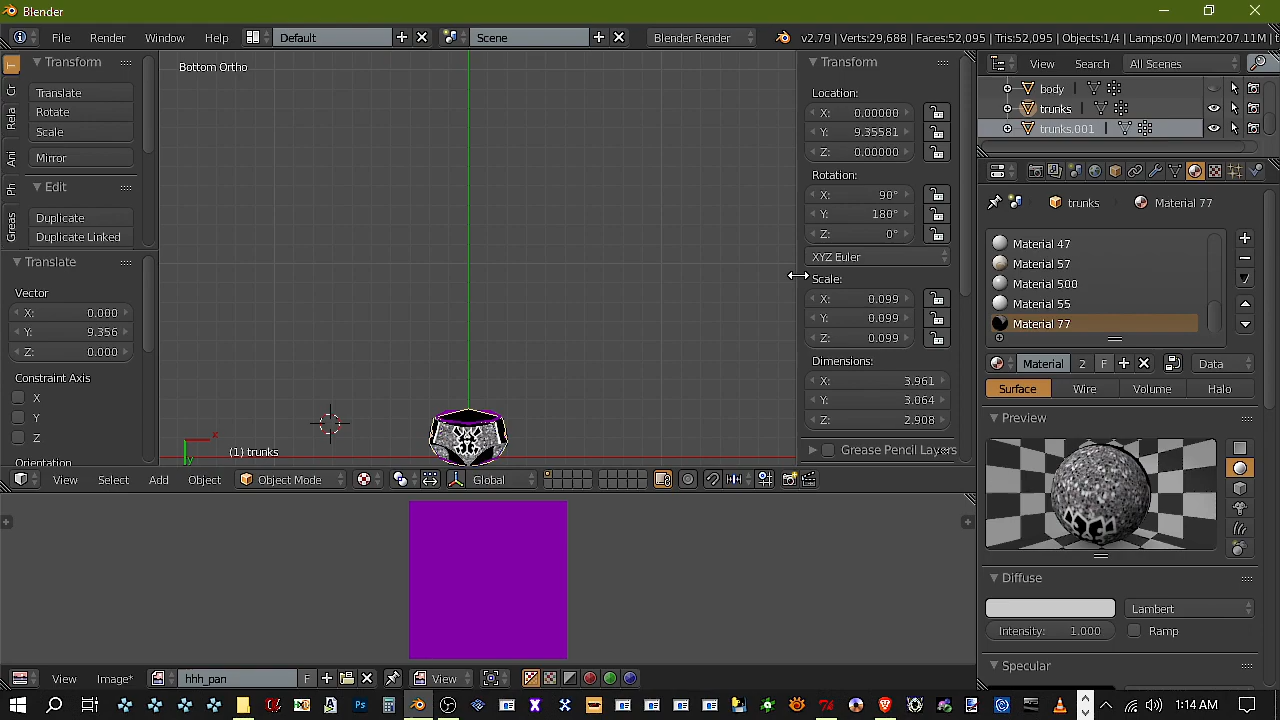 Blender
File Render Window Help Default Scene Blender Render v2.79 | Verts:29,688 | Faces:52,095 | Tris:52,095 | Objects:1/4 | Lamps:0/0 | Mem:207.11M
Transform
Translate
Rotate
Scale
Mirror
Edit
Duplicate
Duplicate Linked
T
Cr
Rela
Ani
Ph
Greas
Translate
Vector
X: 0.000
Y: 9.356
Z: 0.000
Constraint Axis
X
Y
Z
Orientation
Bottom Ortho
x
y
(1) trunks
Transform
Location:
X: 0.00000
Y: 9.35581
Z: 0.00000
Rotation:
X: 90°
Y: 180°
Z: 0°
XYZ Euler
Scale:
X: 0.099
Y: 0.099
Z: 0.099
Dimensions:
X: 3.961
Y: 3.064
Z: 2.908
Grease Pencil Layers
View Select Add Object Object Mode Global
View Image* hhh_pan F View
View Search All Scenes
body
trunks
trunks.001
trunks Material 77
Material 47
Material 57
Material 500
Material 55
Material 77
Material 2 F Data
Surface Wire Volume Halo
Preview
Diffuse
Lambert
Intensity: 1.000 Ramp
Specular
Ps
76
1:14 AM